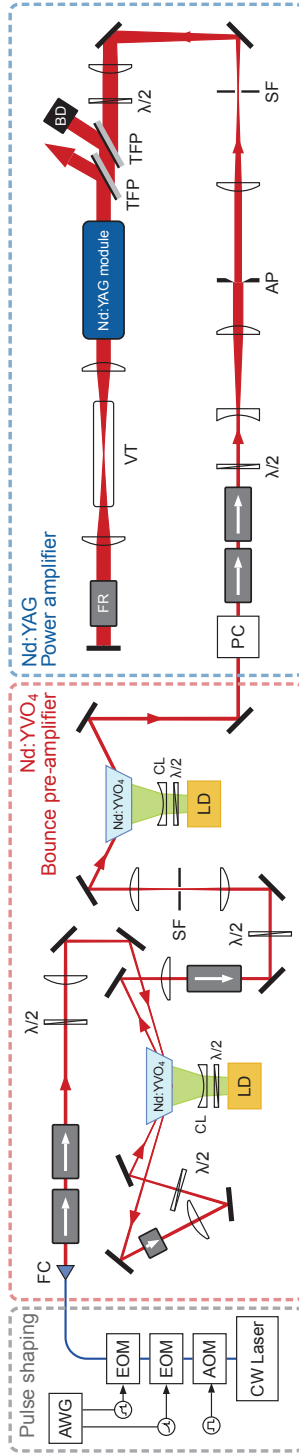 Pulse shaping
AWG
EOM
EOM
AOM
CW Laser
FC
Nd:YVO4
Bounce pre-amplifier
λ/2
Nd:YVO4
CL
λ/2
LD
λ/2
SF
λ/2
Nd:YVO4
CL
λ/2
LD
Nd:YAG
Power amplifier
PC
λ/2
AP
SF
FR
VT
Nd:YAG module
TFP
TFP
BD
λ/2